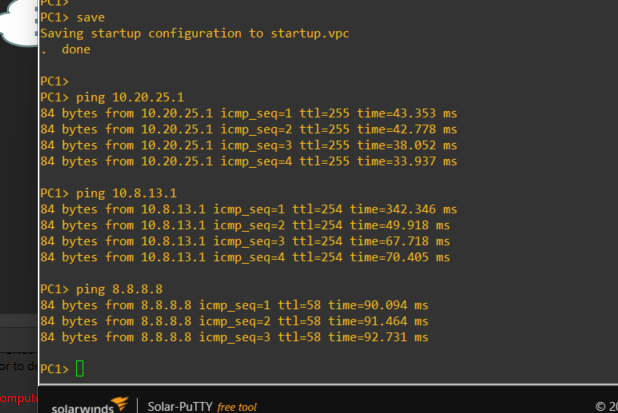 PC1>
PC1> save
Saving startup configuration to startup.vpc
.  done
PC1>
PC1> ping 10.20.25.1
84 bytes from 10.20.25.1 icmp_seq=1 ttl=255 time=43.353 ms
84 bytes from 10.20.25.1 icmp_seq=2 ttl=255 time=42.778 ms
84 bytes from 10.20.25.1 icmp_seq=3 ttl=255 time=38.052 ms
84 bytes from 10.20.25.1 icmp_seq=4 ttl=255 time=33.937 ms
PC1> ping 10.8.13.1
84 bytes from 10.8.13.1 icmp_seq=1 ttl=254 time=342.346 ms
84 bytes from 10.8.13.1 icmp_seq=2 ttl=254 time=49.918 ms
84 bytes from 10.8.13.1 icmp_seq=3 ttl=254 time=67.718 ms
84 bytes from 10.8.13.1 icmp_seq=4 ttl=254 time=70.405 ms
PC1> ping 8.8.8.8
84 bytes from 8.8.8.8 icmp_seq=1 ttl=58 time=90.094 ms
84 bytes from 8.8.8.8 icmp_seq=2 ttl=58 time=91.464 ms
84 bytes from 8.8.8.8 icmp_seq=3 ttl=58 time=92.731 ms
or to d
PC1>
ompute
solarwinds Solar-PuTTY free tool © 20